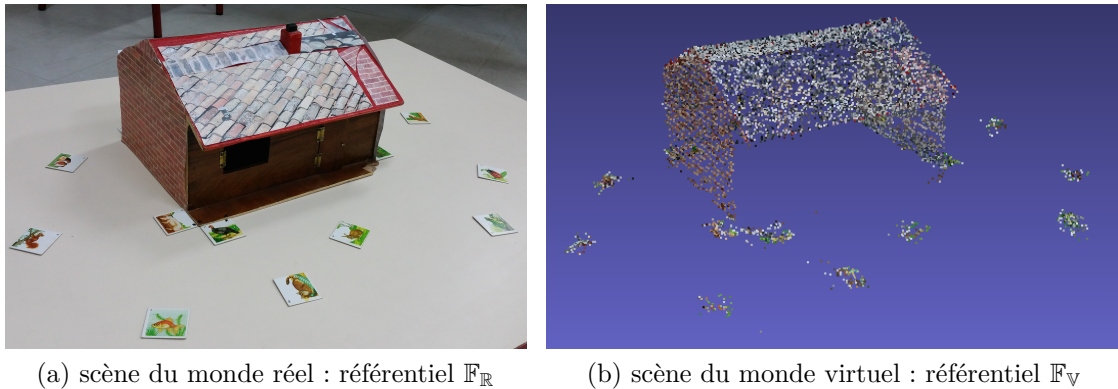 (a) scène du monde réel : référentiel 𝔽ℝ
(b) scène du monde virtuel : référentiel 𝔽𝕍